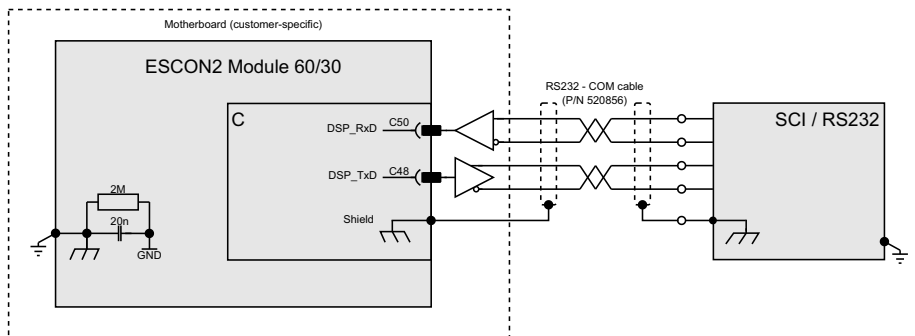 Motherboard (customer-specific)
ESCON2 Module 60/30
RS232 - COM cable
(P/N 520856)
C
SCI / RS232
DSP_RxD
C50
DSP_TxD
C48
2M
20n
Shield
GND